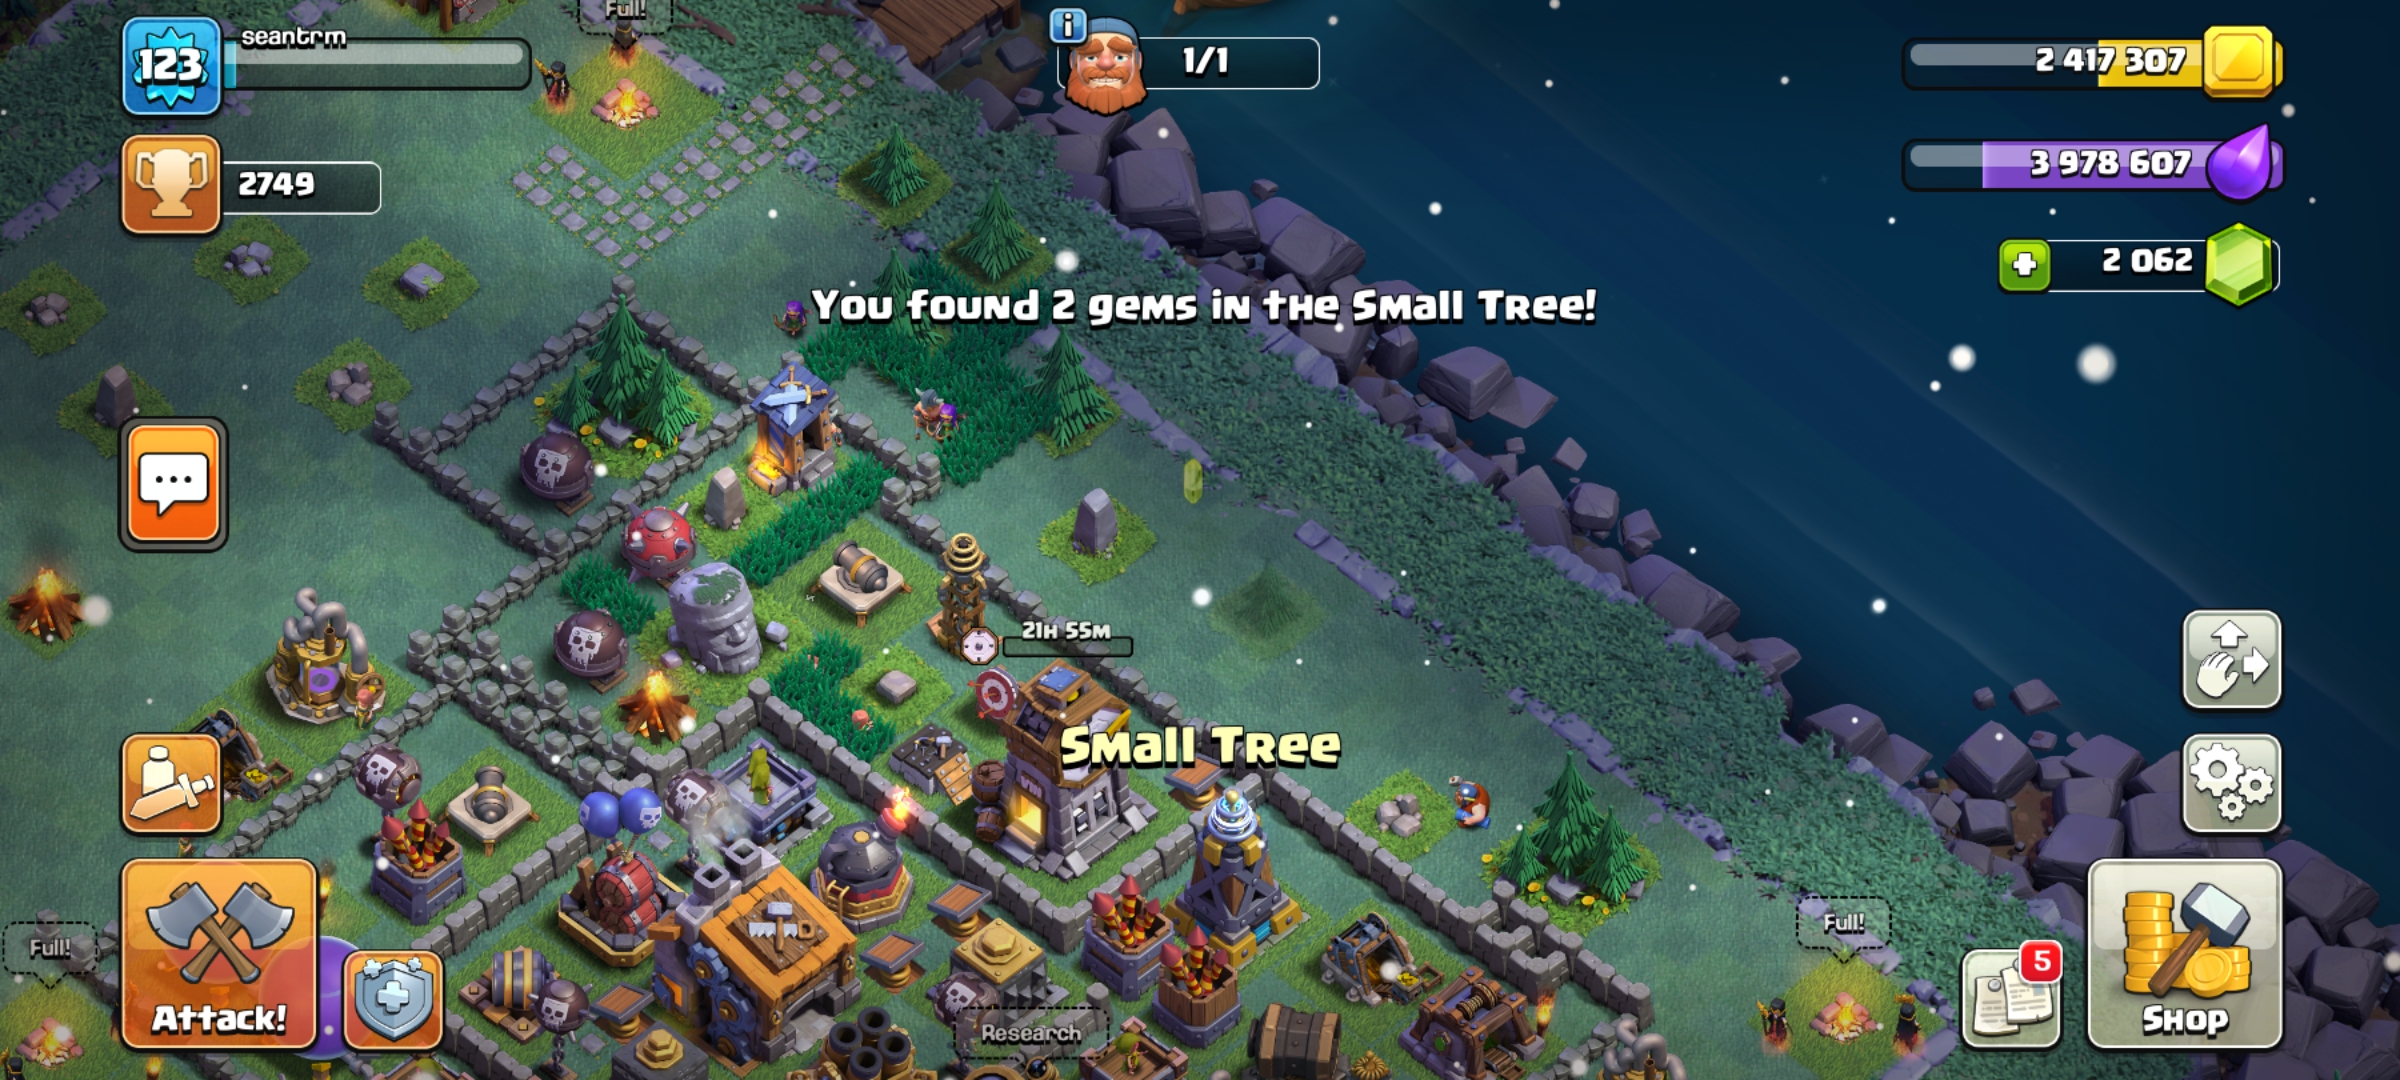 Full!
seantrm
123
i
1/1
2 417 307
2749
3 978 607
2 062
You found 2 gems in the Small Tree!
21H 55M
Small Tree
Attack!
Full!
Full!
5
Research
Shop